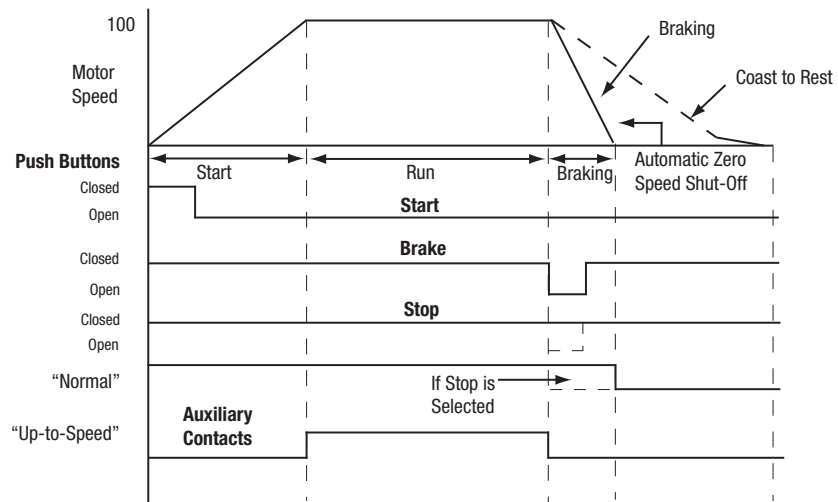 100
Motor
Speed
Braking
Coast to Rest
Push Buttons
Start
Run
Braking
Automatic Zero
Speed Shut-Off
Closed
Open
Start
Closed
Brake
Open
Closed
Stop
Open
"Normal"
If Stop is
Selected
Auxiliary
Contacts
"Up-to-Speed"